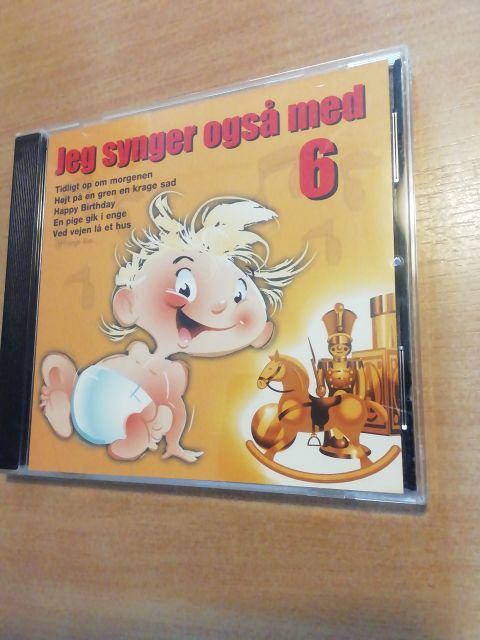 Jeg synger også med
6
Tidligt op om morgenen
Højt på en gren en krage sad
Happy Birthday
En pige gik i enge
Ved vejen lå et hus